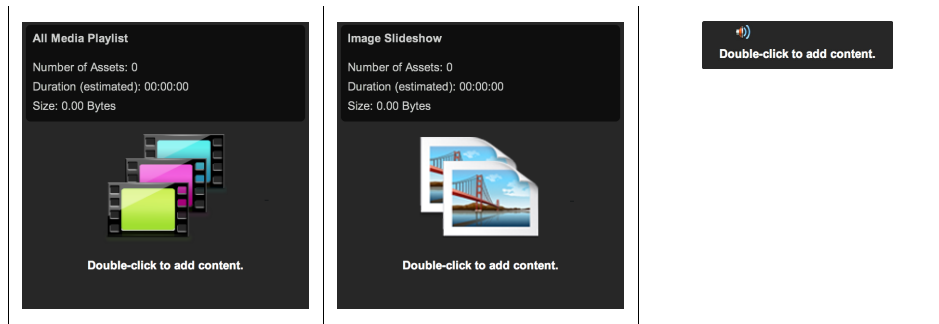 All Media Playlist
Number of Assets: 0
Duration (estimated): 00:00:00
Size: 0.00 Bytes
Double-click to add content.
Image Slideshow
Number of Assets: 0
Duration (estimated): 00:00:00
Size: 0.00 Bytes
Double-click to add content.
Double-click to add content.